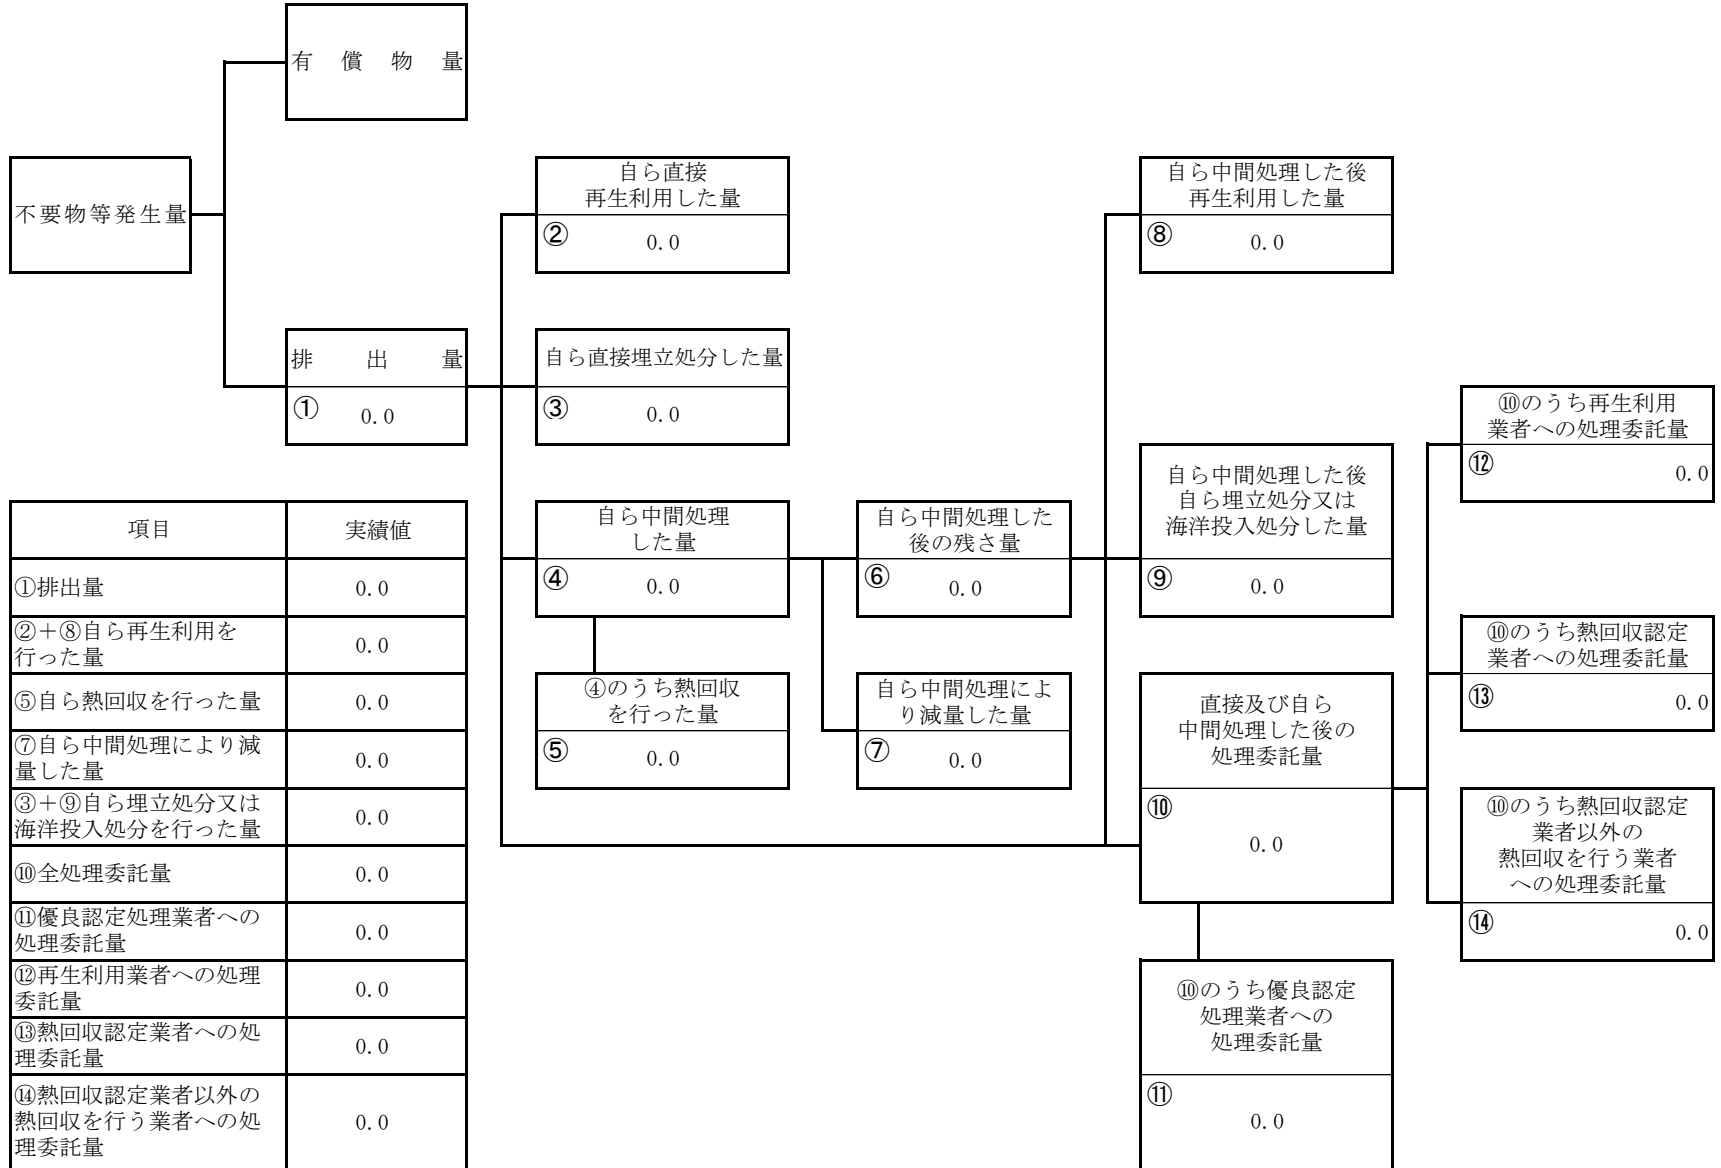 有償物量
不要物等発生量
自ら直接
再生利用した量
② 0.0
自ら中間処理した後
再生利用した量
⑧ 0.0
排出量
① 0.0
自ら直接埋立処分した量
③ 0.0
⑩のうち再生利用
業者への処理委託量
⑫ 0.0
自ら中間処理した後
自ら埋立処分又は
海洋投入処分した量
⑨ 0.0
自ら中間処理
した量
④ 0.0
自ら中間処理した
後の残さ量
⑥ 0.0
⑩のうち熱回収認定
業者への処理委託量
⑬ 0.0
④のうち熱回収
を行った量
⑤ 0.0
自ら中間処理によ
り減量した量
⑦ 0.0
直接及び自ら
中間処理した後の
処理委託量
⑩ 0.0
⑩のうち熱回収認定
業者以外の
熱回収を行う業者
への処理委託量
⑭ 0.0
⑩のうち優良認定
処理業者への
処理委託量
⑪ 0.0
項目 実績値
①排出量 0.0
②＋⑧自ら再生利用を
行った量 0.0
⑤自ら熱回収を行った量 0.0
⑦自ら中間処理により減
量した量 0.0
③＋⑨自ら埋立処分又は
海洋投入処分を行った量 0.0
⑩全処理委託量 0.0
⑪優良認定処理業者への
処理委託量 0.0
⑫再生利用業者への処理
委託量 0.0
⑬熱回収認定業者への処
理委託量 0.0
⑭熱回収認定業者以外の
熱回収を行う業者への処
理委託量 0.0